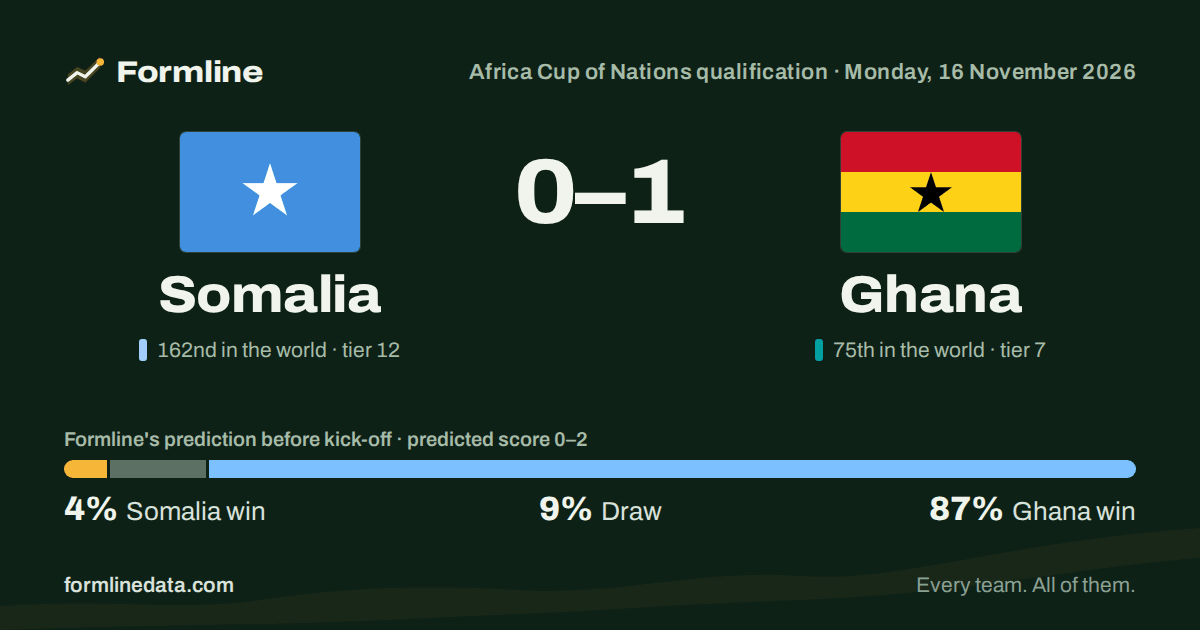 Formline
Africa Cup of Nations qualification · Monday, 16 November 2026
0–1
Somalia
Ghana
162nd in the world · tier 12
75th in the world · tier 7
Formline's prediction before kick-off · predicted score 0–2
4% Somalia win
9% Draw
87% Ghana win
formlinedata.com
Every team. All of them.